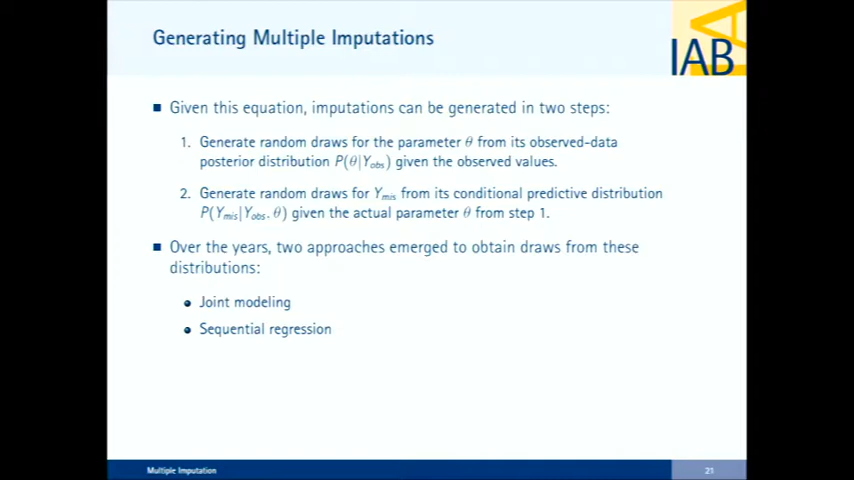 Generating Multiple Imputations
IAB
■ Given this equation, imputations can be generated in two steps:
1. Generate random draws for the parameter θ from its observed-data
posterior distribution P(θ|Yobs) given the observed values.
2. Generate random draws for Ymis from its conditional predictive distribution
P(Ymis|Yobs, θ) given the actual parameter θ from step 1.
■ Over the years, two approaches emerged to obtain draws from these
distributions:
● Joint modeling
● Sequential regression
Multiple Imputation
21